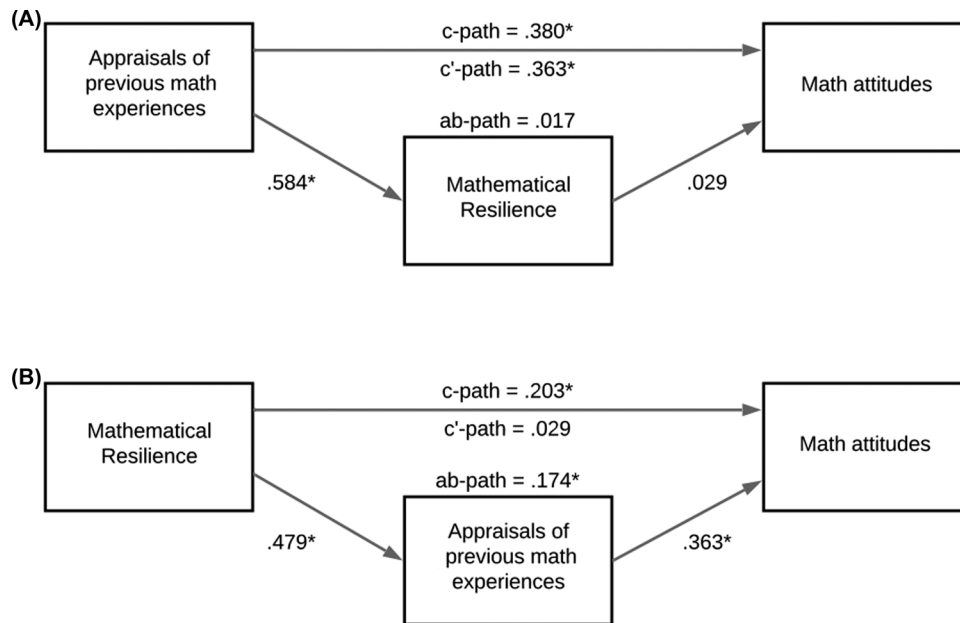 (A)
Appraisals of
previous math
experiences
c-path = .380*
c'-path = .363*
Math attitudes
ab-path = .017
Mathematical
Resilience
.584*
.029
(B)
Mathematical
Resilience
c-path = .203*
c'-path = .029
Math attitudes
ab-path = .174*
Appraisals of
previous math
experiences
.479*
.363*